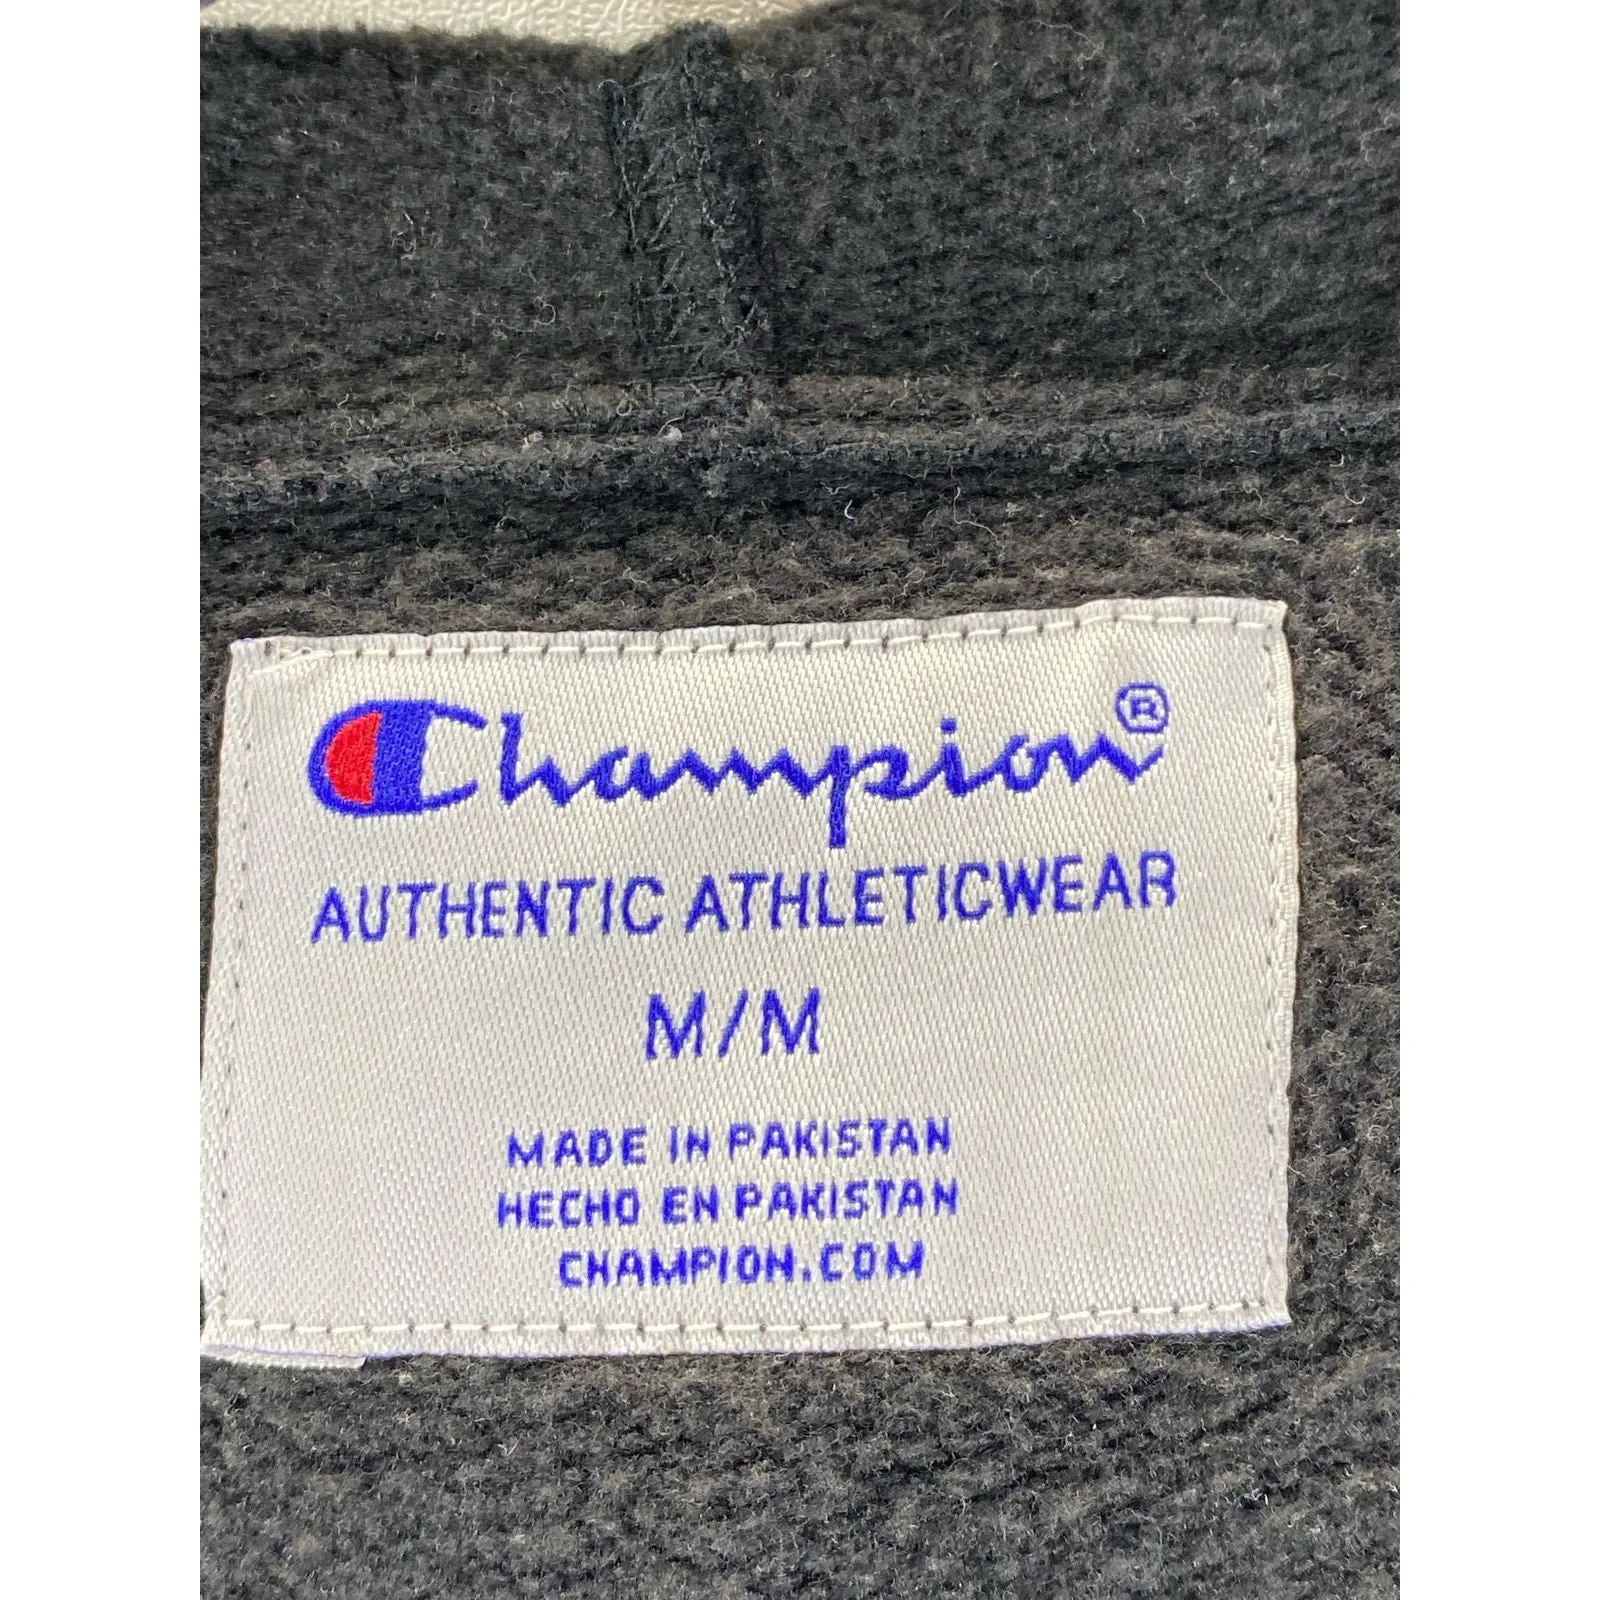 Champion®
AUTHENTIC ATHLETICWEAR
M/M
MADE IN PAKISTAN
HECHO EN PAKISTAN
CHAMPION.COM